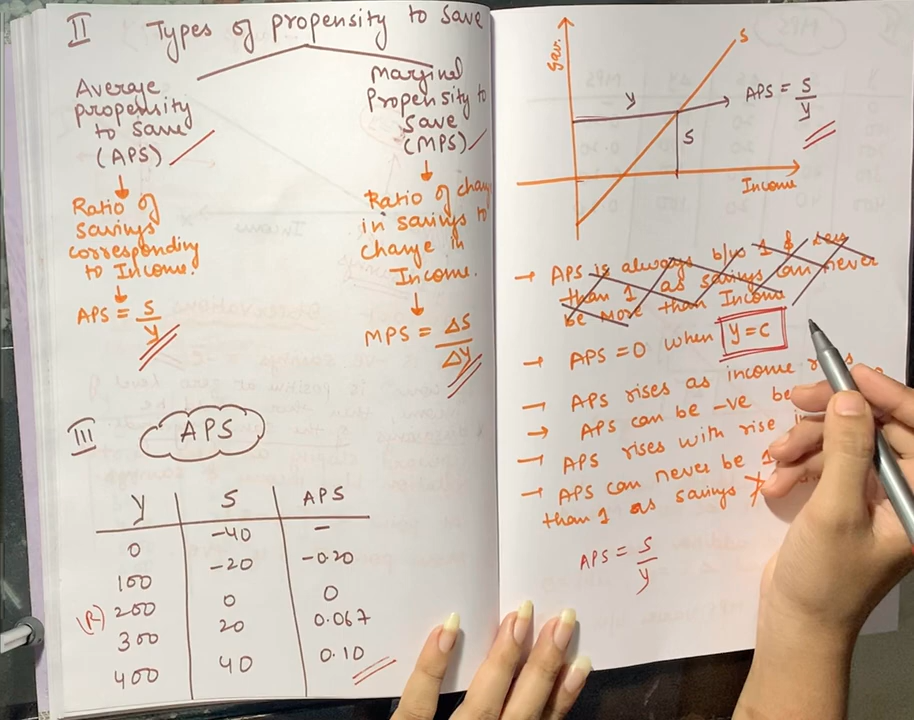 II Types of propensity to save
Average
propensity
to save
(APS)
Ratio of
savings
corresponding
to Income.
APS = S/Y
Marginal
Propensity to
Save
(MPS)
Ratio of chang
in savings to
change in
Income.
MPS = ΔS/ΔY
III APS
Y S APS
0 -40 -
100 -20 -0.20
(R) 200 0 0
300 20 0.067
400 40 0.10
Sav.
S
Y
APS = S/Y
S
Income
→ APS is always b/w 1 & less
than 1 as savings can never
be more than Income
→ APS = 0 when Y = C
→ APS rises as income rises
→ APS can be -ve be
→ APS rises with rise in
→ APS can never be 1
than 1 as savings
APS = S/Y